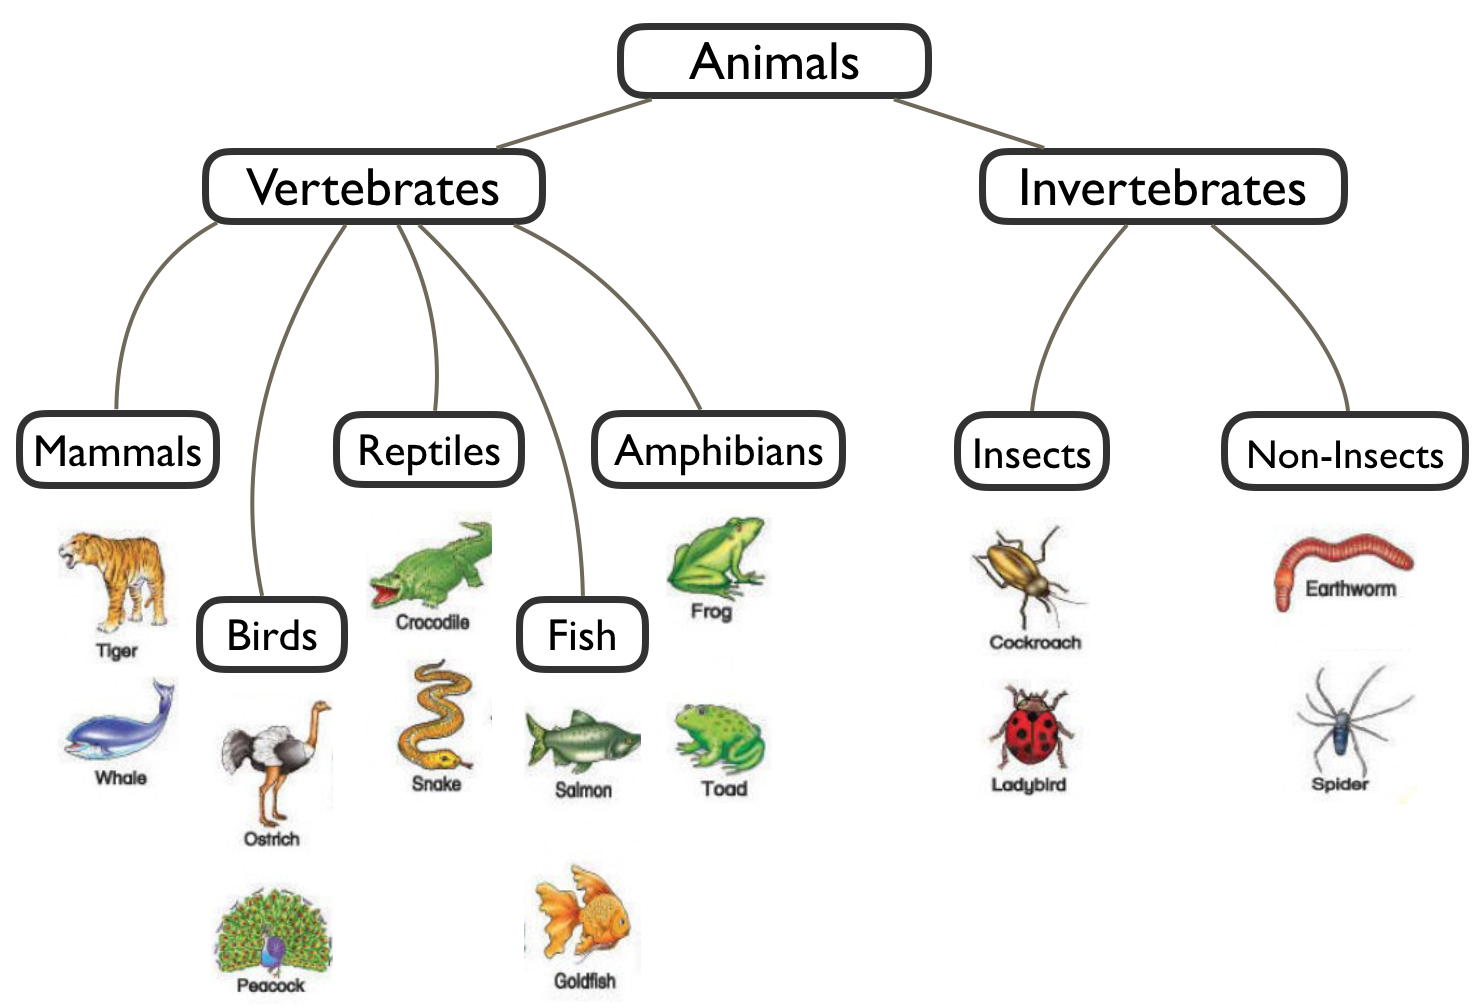 Animals
Vertebrates
Invertebrates
Mammals
Reptiles
Amphibians
Insects
Non-Insects
Birds
Fish
Tiger
Whale
Ostrich
Peacock
Crocodile
Snake
Salmon
Goldfish
Frog
Toad
Cockroach
Ladybird
Earthworm
Spider